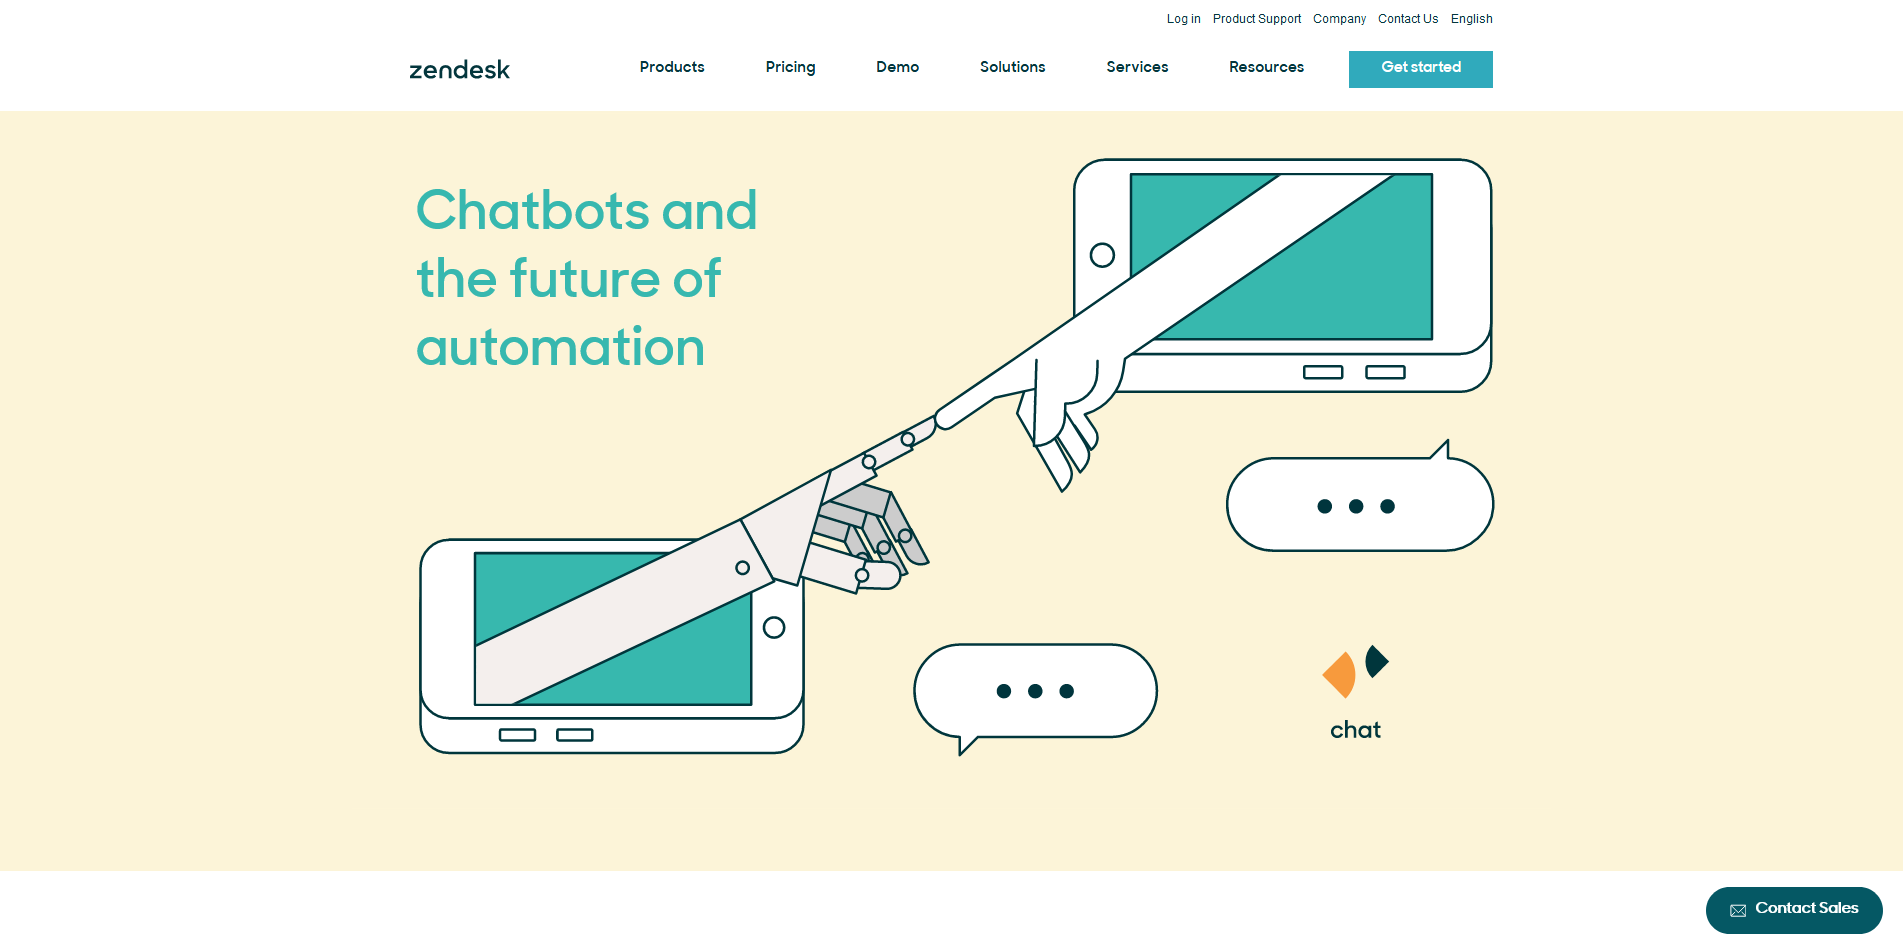 Log in Product Support Company Contact Us English
zendesk Products Pricing Demo Solutions Services Resources Get started
Chatbots and
the future of
automation
chat
Contact Sales